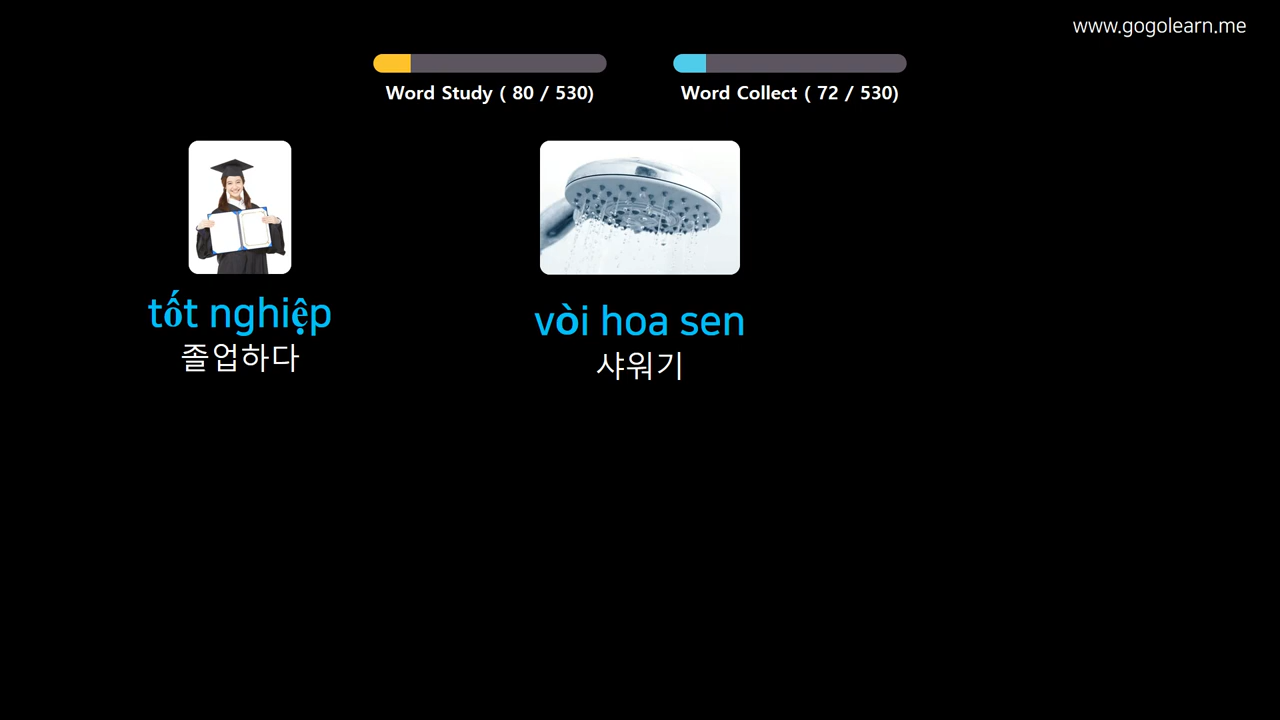 www.gogolearn.me
Word Study ( 80 / 530)
Word Collect ( 72 / 530)
tốt nghiệp
졸업하다
vòi hoa sen
샤워기